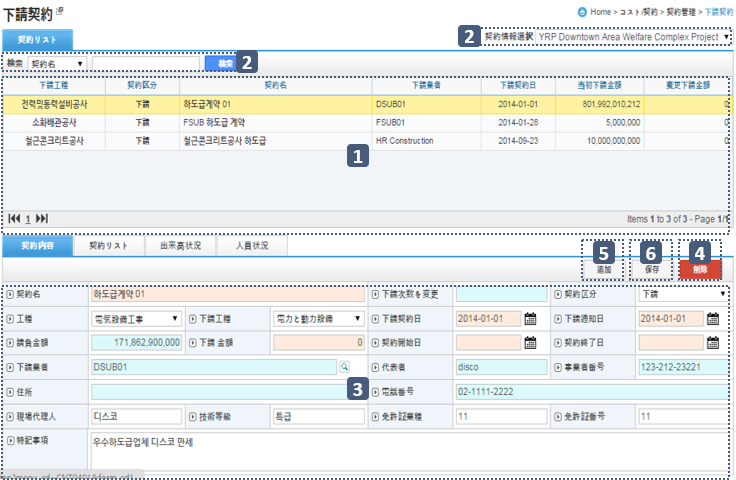 下請契約
Home > コスト/契約 > 契約管理 > 下請契約
契約リスト
2 契約情報選択 YRP Downtown Area Welfare Complex Project
検索 契約名 検索 2
下請工種 契約区分 契約名 下請業者 下請契約日 当初下請金額 変更下請金額
전력및동력설비공사 下請 하도급계약 01 DSUB01 2014-01-01 801,992,010,212 0
소화배관공사 下請 FSUB 하도급 계약 FSUB01 2014-01-28 5,000,000 0
철근콘크리트공사 下請 철근콘크리트공사 하도급 HR Construction 2014-09-23 10,000,000,000 0
1
1 Items 1 to 3 of 3 - Page 1/1
契約内容 契約リスト 出来高状況 人員状況
5 6 4
追加 保存 削除
契約名 하도급계약 01 下請次数を変更 契約区分 下請
工種 電気設備工事 下請工種 電力と動力設備 下請契約日 2014-01-01 下請通知日 2014-01-01
請負金額 171,862,900,000 下請 金額 0 契約開始日 契約終了日
下請業者 DSUB01 代表者 disco 事業者番号 123-212-23221
住所 3 電話番号 02-1111-2222
現場代理人 디스코 技術等級 특급 免許証業種 11 免許証番号 11
特記事項 우수하도급업체 디스코 만세